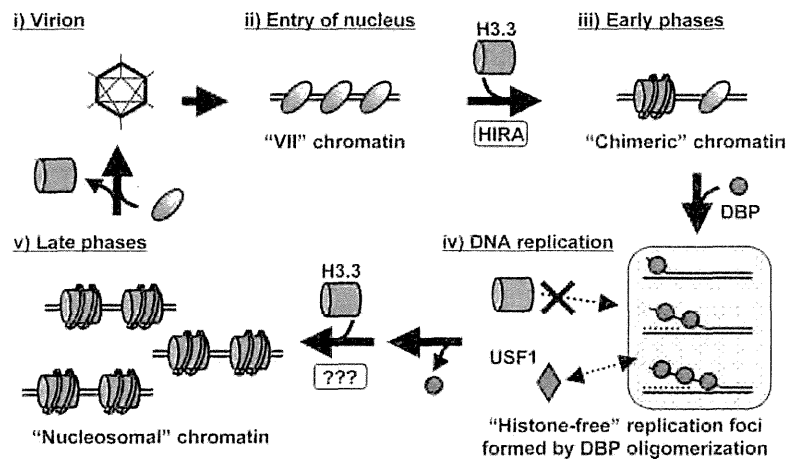 i) Virion
ii) Entry of nucleus
H3.3
iii) Early phases
HIRA
"VII" chromatin
"Chimeric" chromatin
DBP
v) Late phases
iv) DNA replication
H3.3
???
USF1
"Nucleosomal" chromatin
"Histone-free" replication foci
formed by DBP oligomerization